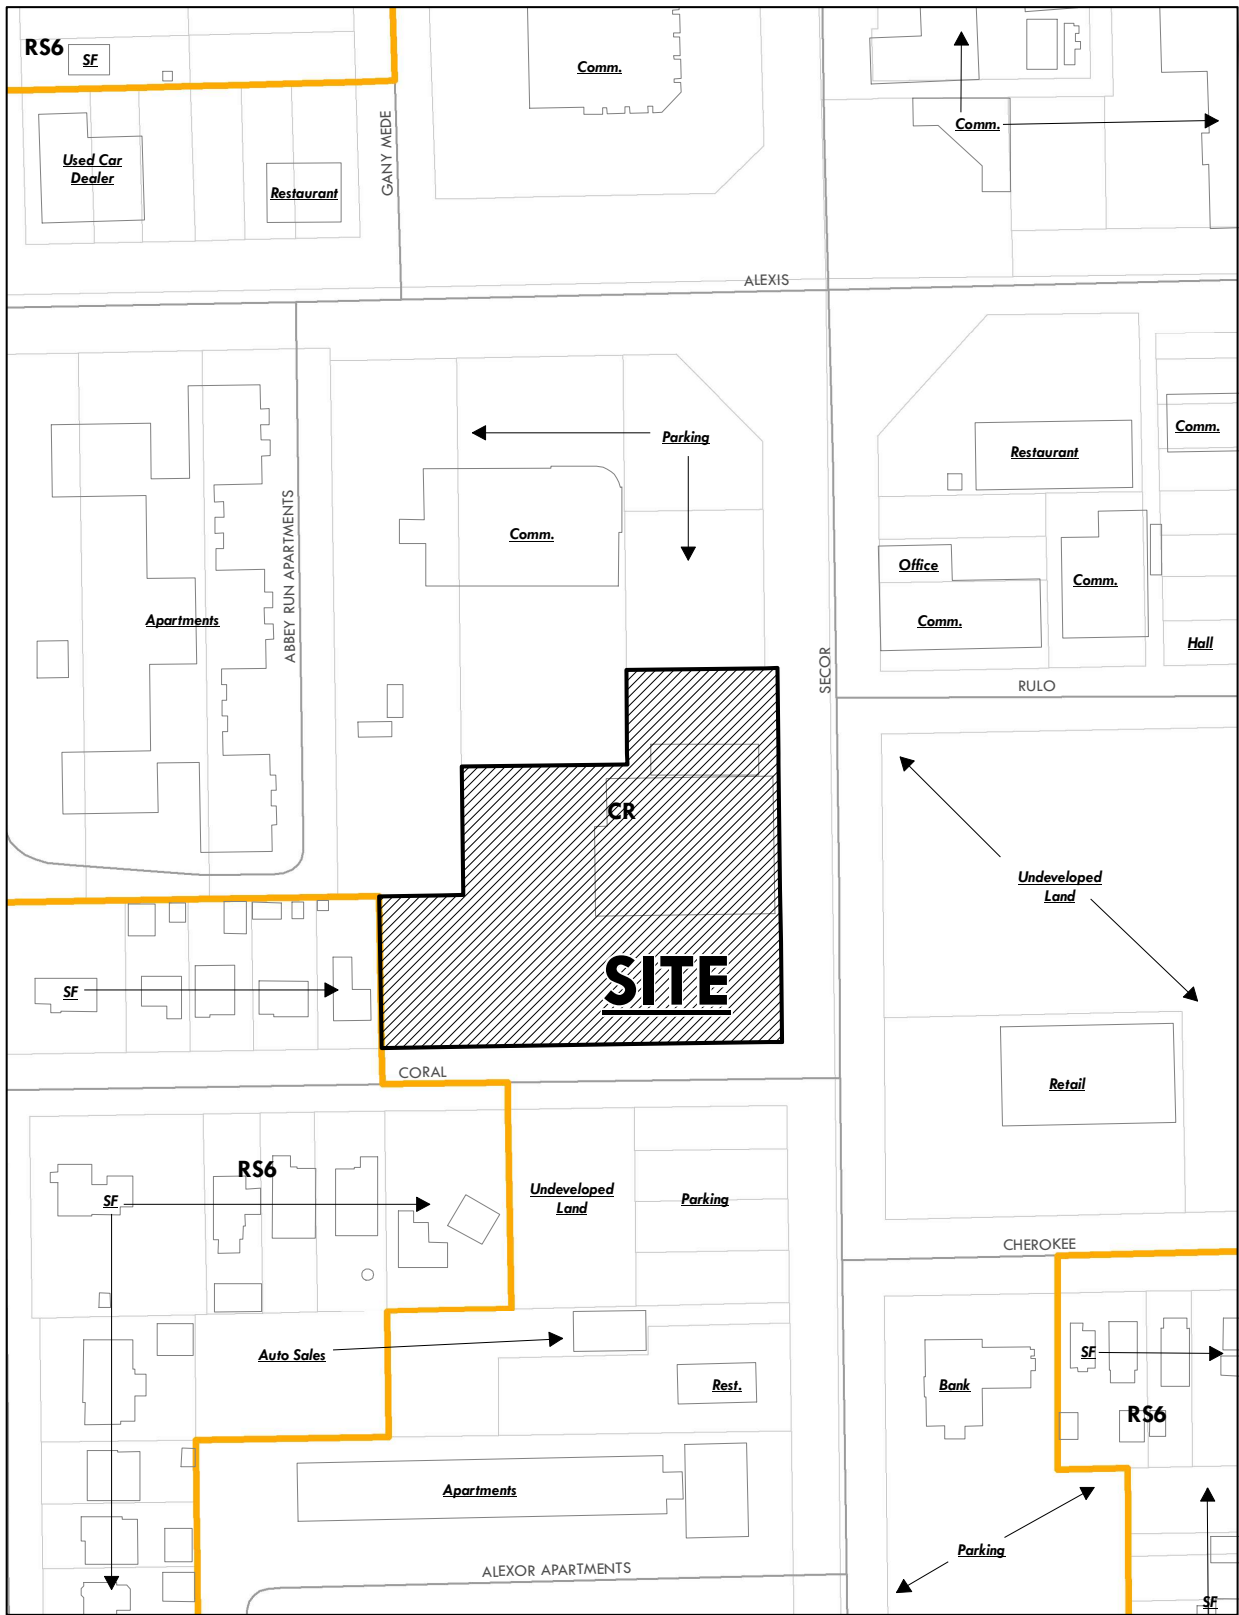 RS6
SF
Comm.
Comm.
Used Car
Dealer
Restaurant
GANY MEDE
ALEXIS
Parking
Restaurant
Comm.
Comm.
Office
Comm.
Comm.
Hall
Apartments
ABBEY RUN APARTMENTS
SECOR
RULO
CR
Undeveloped
Land
SITE
SF
CORAL
Retail
RS6
SF
Undeveloped
Land
Parking
CHEROKEE
Auto Sales
Rest.
Bank
SF
RS6
Apartments
Parking
ALEXOR APARTMENTS
SF